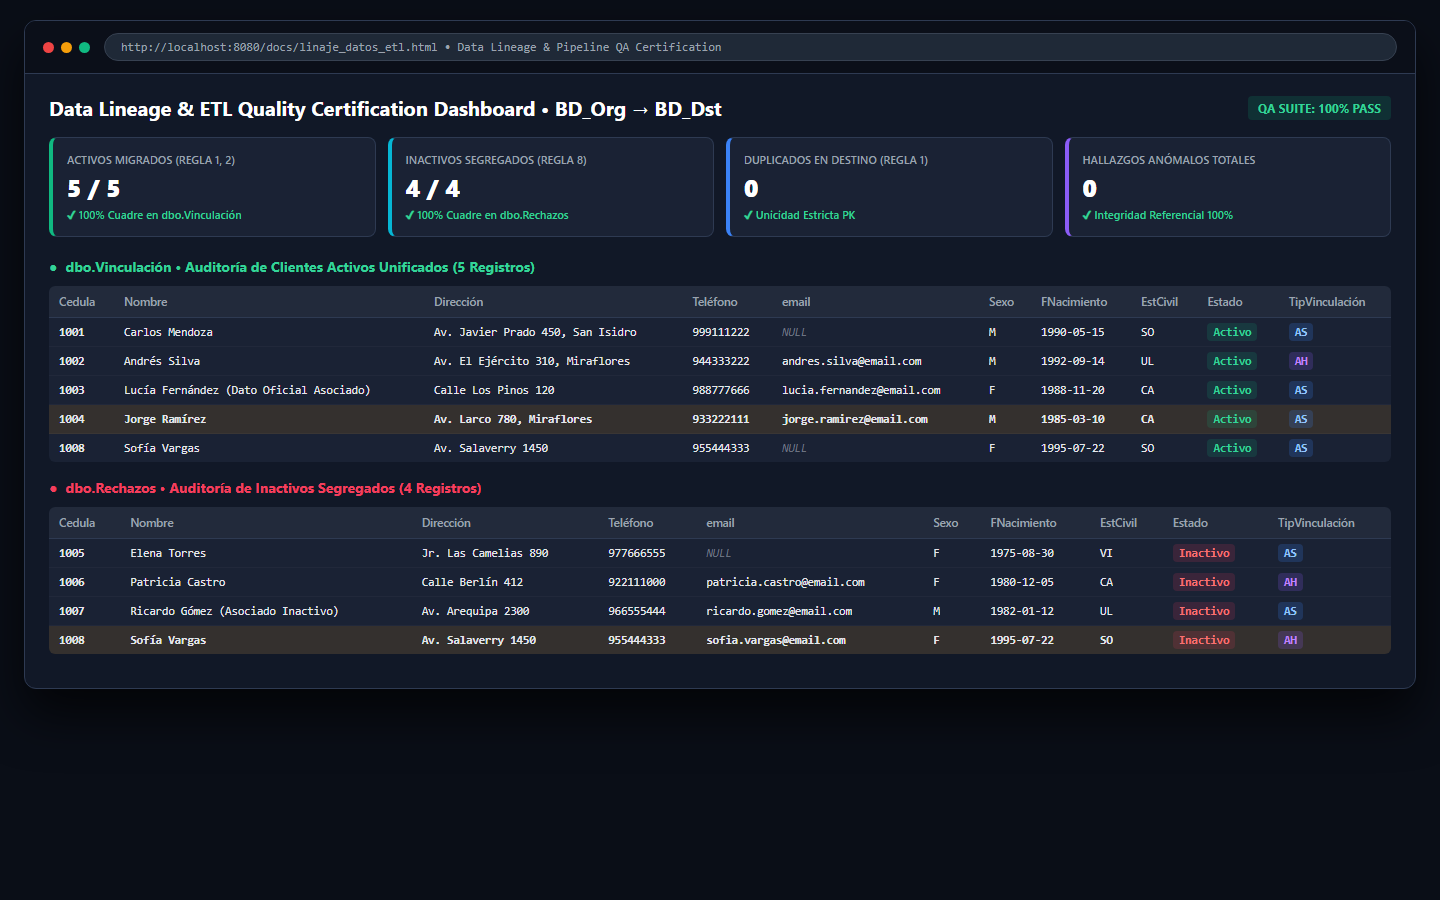 http://localhost:8080/docs/linaje_datos_etl.html • Data Lineage & Pipeline QA Certification
Data Lineage & ETL Quality Certification Dashboard • BD_Org → BD_Dst
QA SUITE: 100% PASS
ACTIVOS MIGRADOS (REGLA 1, 2)
5 / 5
✔ 100% Cuadre en dbo.Vinculación
INACTIVOS SEGREGADOS (REGLA 8)
4 / 4
✔ 100% Cuadre en dbo.Rechazos
DUPLICADOS EN DESTINO (REGLA 1)
0
✔ Unicidad Estricta PK
HALLAZGOS ANÓMALOS TOTALES
0
✔ Integridad Referencial 100%
● dbo.Vinculación • Auditoría de Clientes Activos Unificados (5 Registros)
Cedula Nombre Dirección Teléfono email Sexo FNacimiento EstCivil Estado TipVinculación
1001 Carlos Mendoza Av. Javier Prado 450, San Isidro 999111222 NULL M 1990-05-15 SO Activo AS
1002 Andrés Silva Av. El Ejército 310, Miraflores 944333222 andres.silva@email.com M 1992-09-14 UL Activo AH
1003 Lucía Fernández (Dato Oficial Asociado) Calle Los Pinos 120 988777666 lucia.fernandez@email.com F 1988-11-20 CA Activo AS
1004 Jorge Ramírez Av. Larco 780, Miraflores 933222111 jorge.ramirez@email.com M 1985-03-10 CA Activo AS
1008 Sofía Vargas Av. Salaverry 1450 955444333 NULL F 1995-07-22 SO Activo AS
● dbo.Rechazos • Auditoría de Inactivos Segregados (4 Registros)
Cedula Nombre Dirección Teléfono email Sexo FNacimiento EstCivil Estado TipVinculación
1005 Elena Torres Jr. Las Camelias 890 977666555 NULL F 1975-08-30 VI Inactivo AS
1006 Patricia Castro Calle Berlín 412 922111000 patricia.castro@email.com F 1980-12-05 CA Inactivo AH
1007 Ricardo Gómez (Asociado Inactivo) Av. Arequipa 2300 966555444 ricardo.gomez@email.com M 1982-01-12 UL Inactivo AS
1008 Sofía Vargas Av. Salaverry 1450 955444333 sofia.vargas@email.com F 1995-07-22 SO Inactivo AH